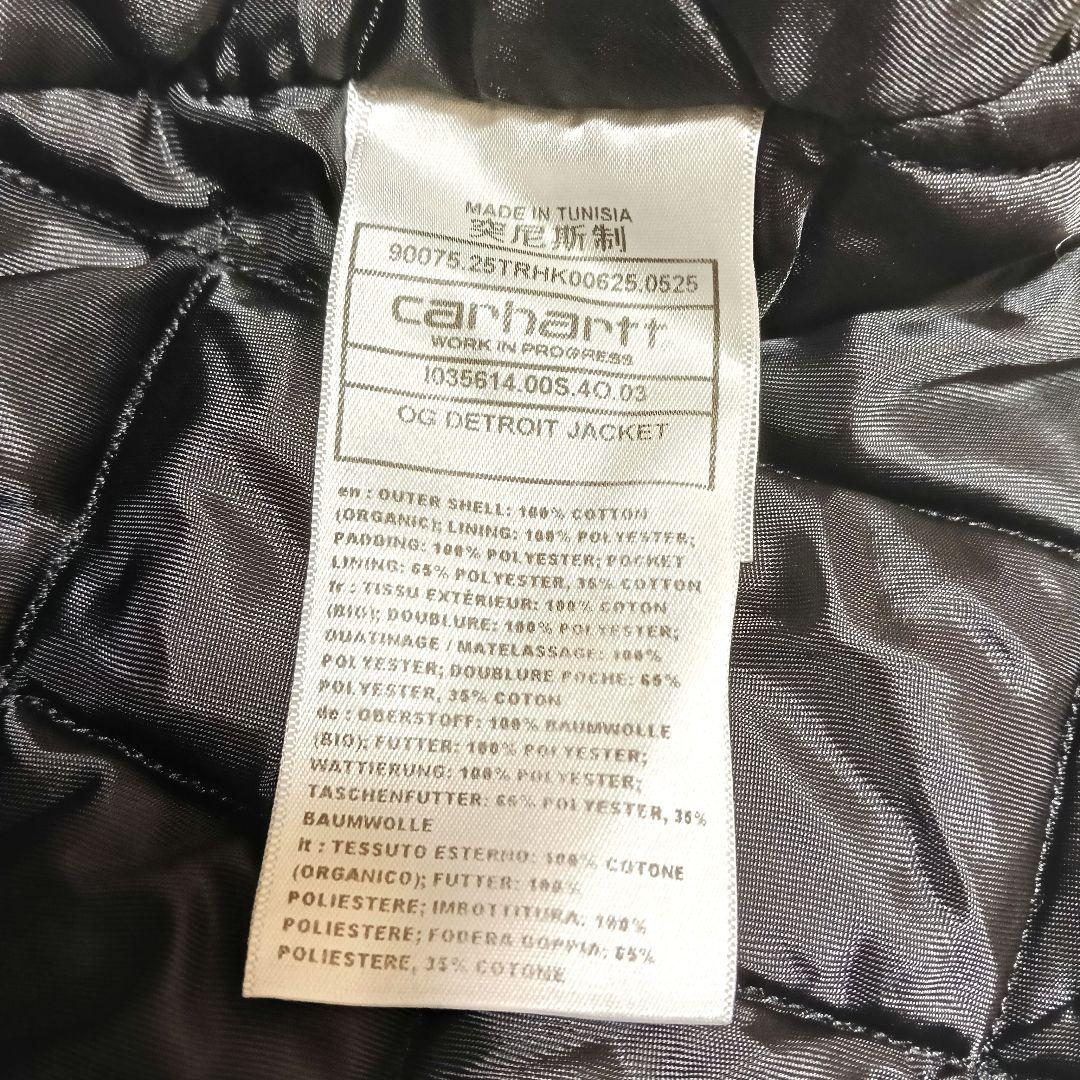 MADE IN TUNISIA
突尼斯制
90075.25TRHK00625.0525
carhartt
WORK IN PROGRESS
I035614.00S.4O.03
OG DETROIT JACKET
en : OUTER SHELL: 100% COTTON
(ORGANIC); LINING: 100% POLYESTER;
PADDING: 100% POLYESTER; POCKET
LINING: 65% POLYESTER, 35% COTTON
fr : TISSU EXTÉRIEUR: 100% COTON
(BIO); DOUBLURE: 100% POLYESTER;
OUATINAGE / MATELASSAGE: 100%
POLYESTER; DOUBLURE POCHE: 65%
POLYESTER, 35% COTON
de : OBERSTOFF: 100% BAUMWOLLE
(BIO); FUTTER: 100% POLYESTER;
WATTIERUNG: 100% POLYESTER;
TASCHENFUTTER: 65% POLYESTER, 35%
BAUMWOLLE
it : TESSUTO ESTERNO: 100% COTONE
(ORGANICO); FUTTER: 100%
POLIESTERE; IMBOTTITURA: 100%
POLIESTERE; FODERA DOPPIA: 65%
POLIESTERE, 35% COTONE